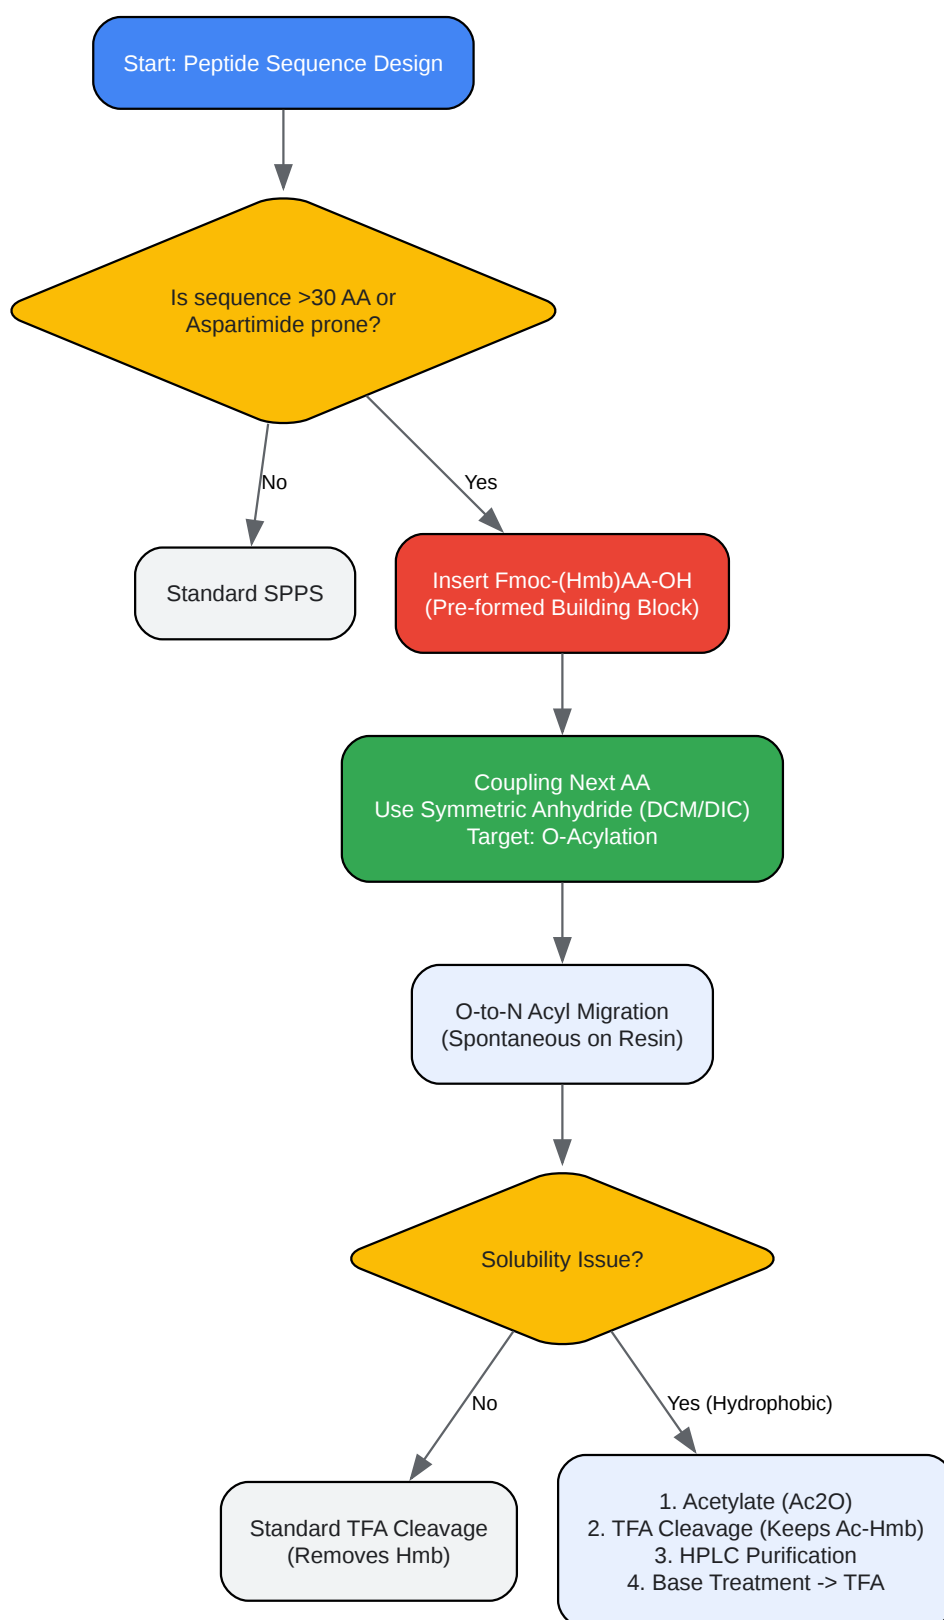 Start: Peptide Sequence Design
Is sequence >30 AA or
Aspartimide prone?
No
Yes
Standard SPPS
Insert Fmoc-(Hmb)AA-OH
(Pre-formed Building Block)
Coupling Next AA
Use Symmetric Anhydride (DCM/DIC)
Target: O-Acylation
O-to-N Acyl Migration
(Spontaneous on Resin)
Solubility Issue?
No
Yes (Hydrophobic)
Standard TFA Cleavage
(Removes Hmb)
1. Acetylate (Ac2O)
2. TFA Cleavage (Keeps Ac-Hmb)
3. HPLC Purification
4. Base Treatment -> TFA